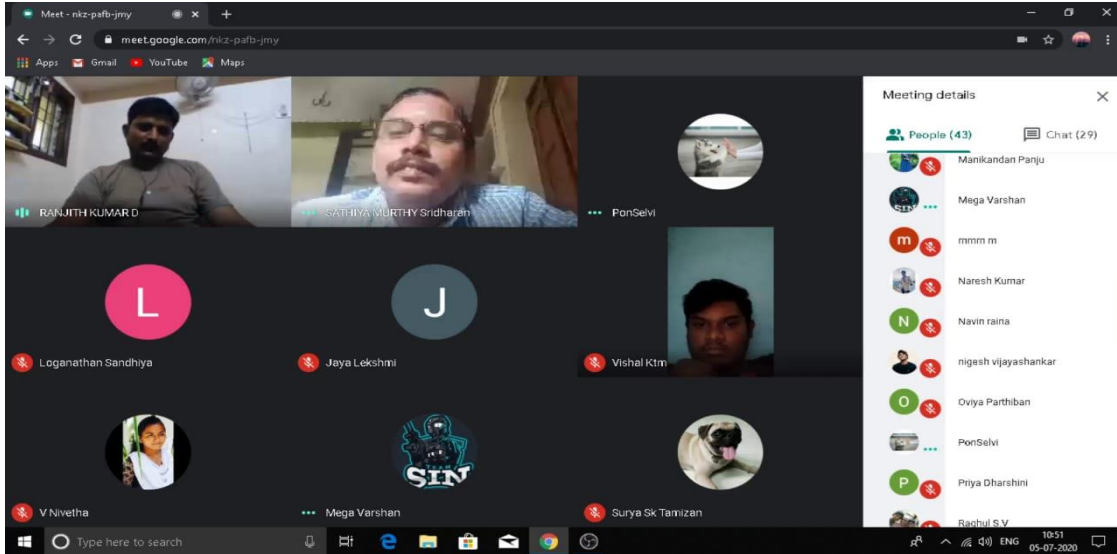 Meet - nkz-pafb-jmy
meet.google.com/nkz-pafb-jmy
Apps Gmail YouTube Maps
RANJITH KUMAR D
SATHIYA MURTHY Sridharan
PonSelvi
L
Loganathan Sandhiya
J
Jaya Lekshmi
Vishal Ktm
V Nivetha
TEAM
SIN
Mega Varshan
Surya Sk Tamizan
Meeting details
People (43) Chat (29)
Manikandan Panju
SIN
Mega Varshan
m
mmm m
Naresh Kumar
N
Navin raina
nigesh vijayashankar
O
Oviya Parthiban
PonSelvi
P
Priya Dharshini
Raghul S.V
Type here to search
ENG
10:51
05-07-2020